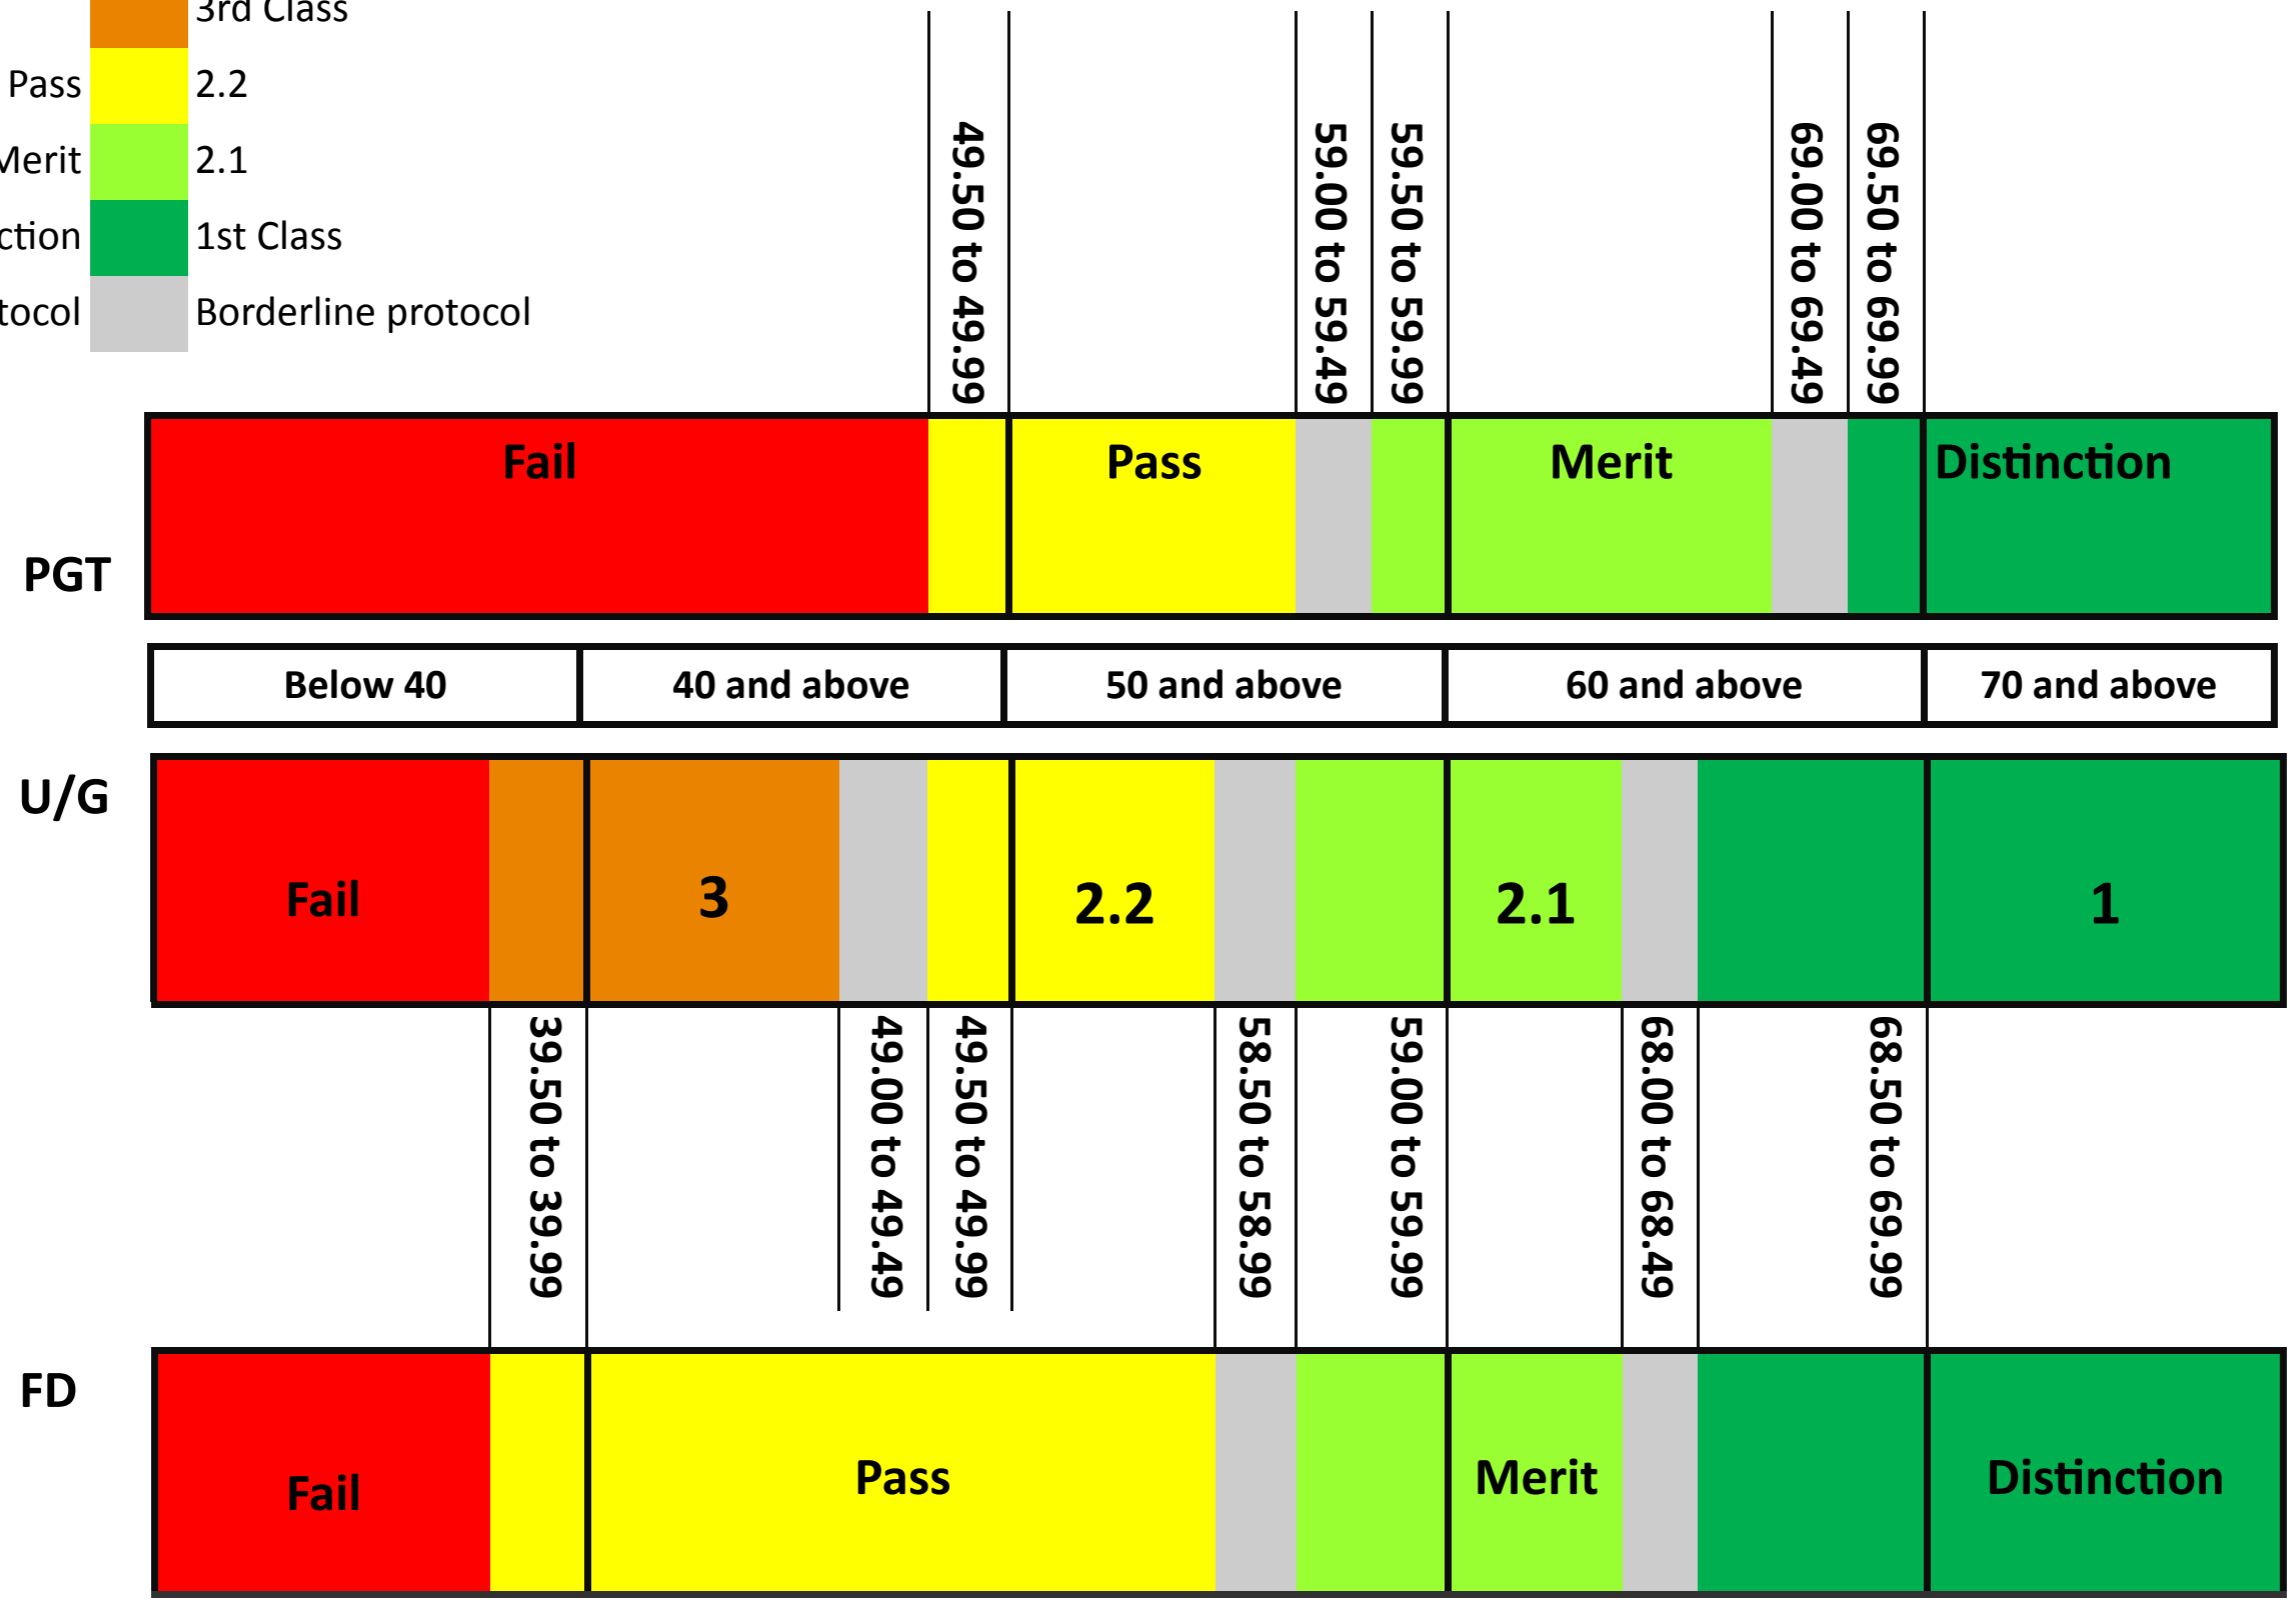 3rd Class
Pass 2.2
Merit 2.1
ction 1st Class
tocol Borderline protocol
49.50 to 49.99
59.00 to 59.49
59.50 to 59.99
69.00 to 69.49
69.50 to 69.99
Fail Pass Merit Distinction
PGT
Below 40 40 and above 50 and above 60 and above 70 and above
U/G
Fail 3 2.2 2.1 1
39.50 to 39.99
49.00 to 49.49
49.50 to 49.99
58.50 to 58.99
59.00 to 59.99
68.00 to 68.49
68.50 to 69.99
FD
Fail Pass Merit Distinction